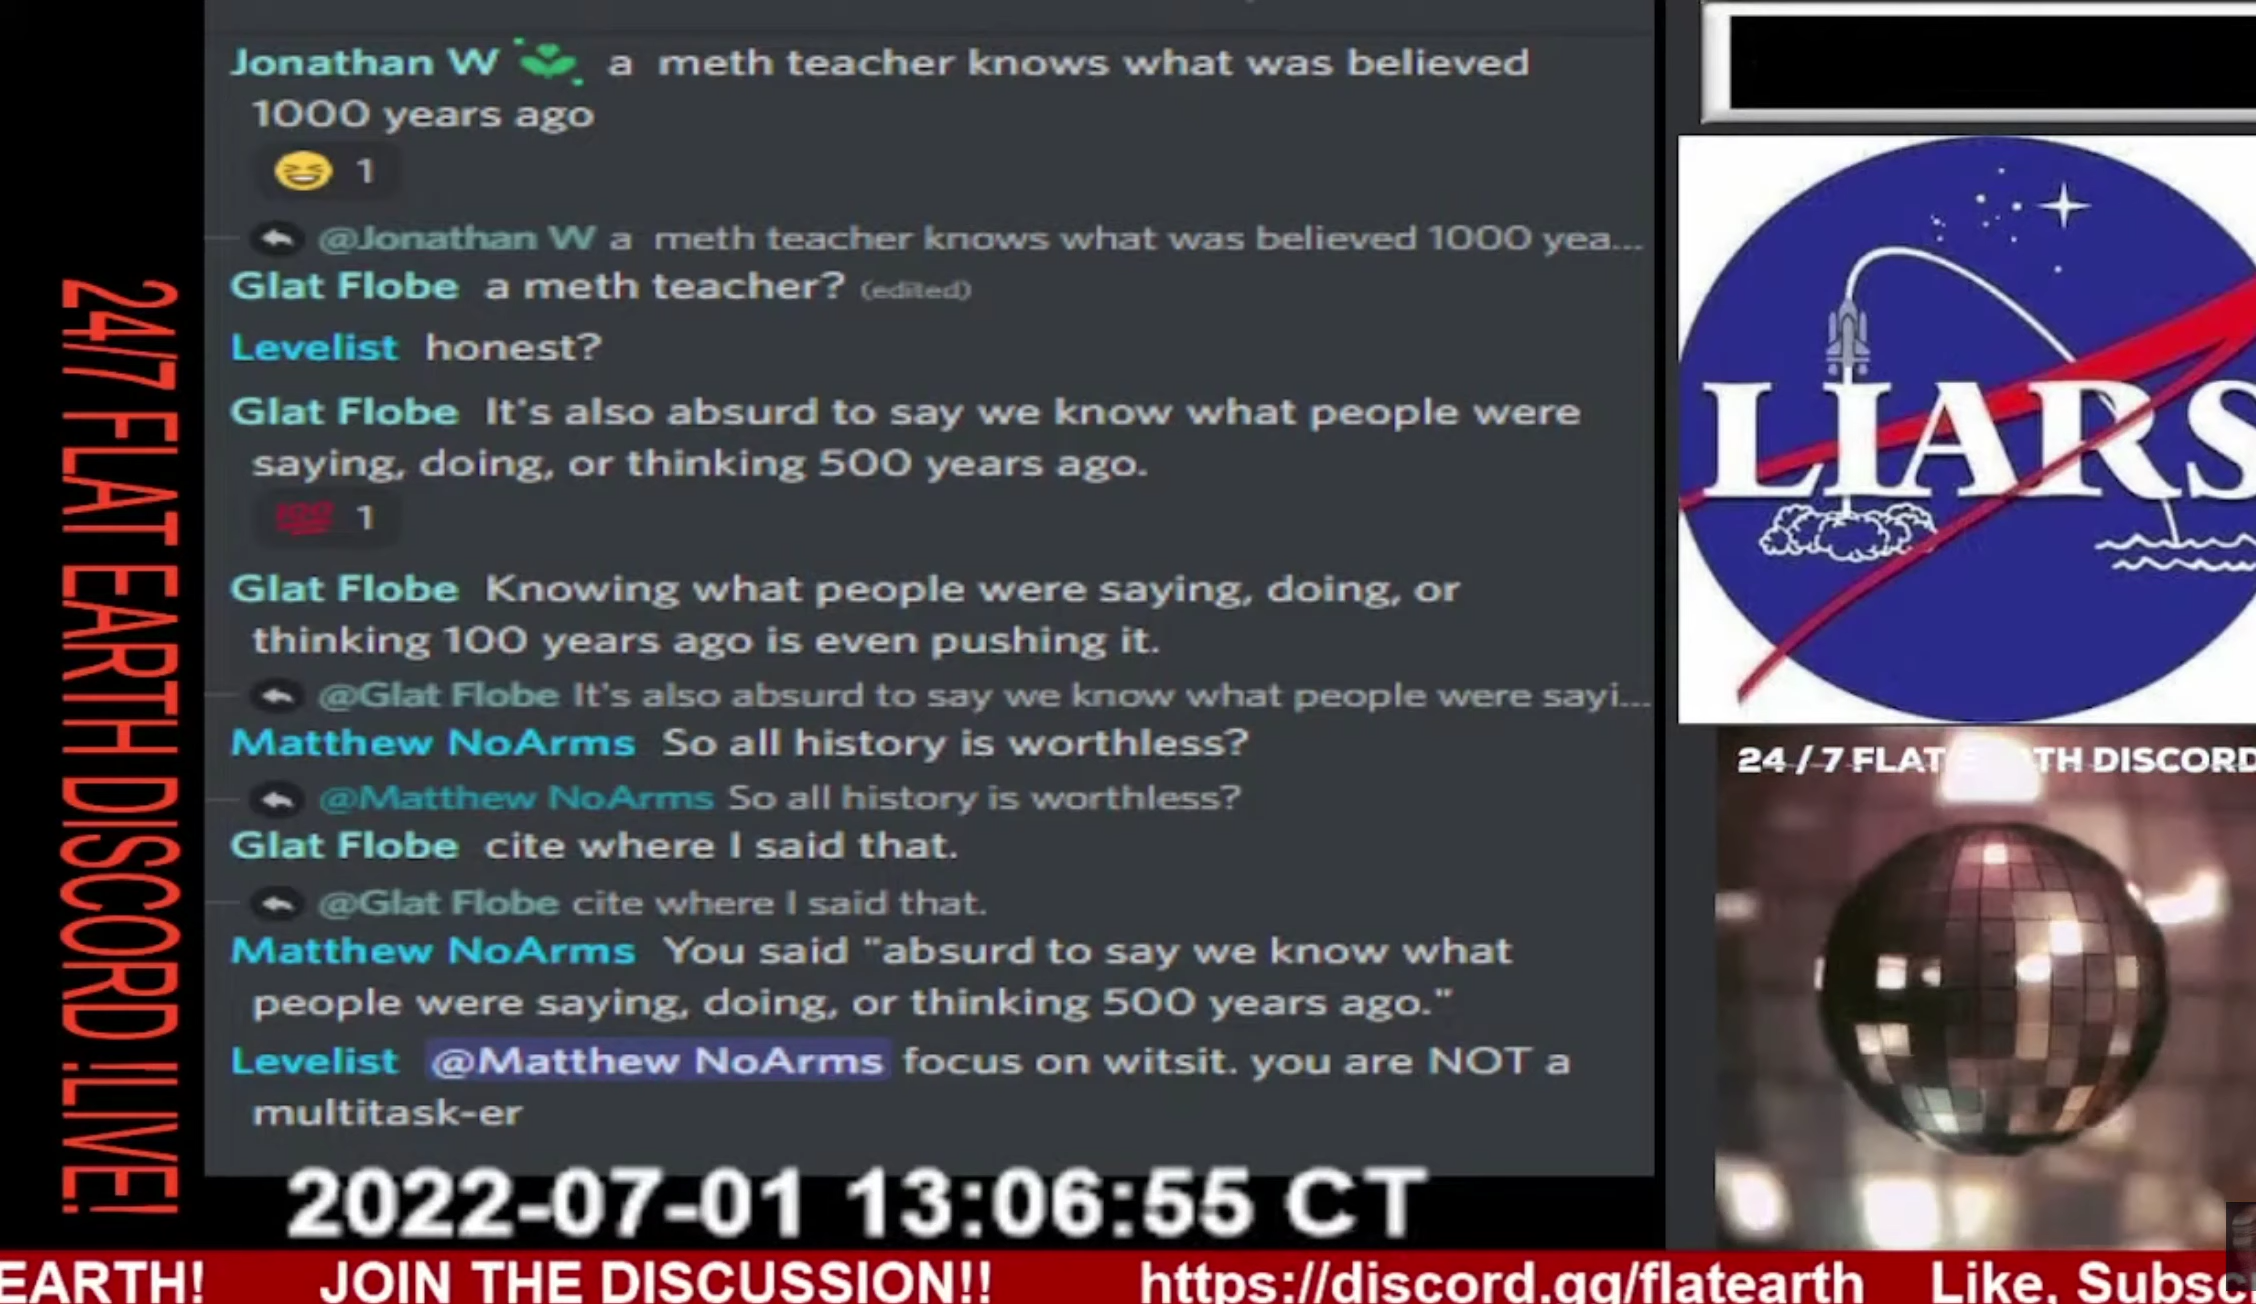 Jonathan W a meth teacher knows what was believed
1000 years ago
1
@Jonathan W a meth teacher knows what was believed 1000 yea...
Glat Flobe a meth teacher? (edited)
Levelist honest?
Glat Flobe It's also absurd to say we know what people were
saying, doing, or thinking 500 years ago.
100 1
Glat Flobe Knowing what people were saying, doing, or
thinking 100 years ago is even pushing it.
@Glat Flobe It's also absurd to say we know what people were sayi...
Matthew NoArms So all history is worthless?
@Matthew NoArms So all history is worthless?
Glat Flobe cite where I said that.
@Glat Flobe cite where I said that.
Matthew NoArms You said "absurd to say we know what
people were saying, doing, or thinking 500 years ago."
Levelist @Matthew NoArms focus on witsit. you are NOT a
multitask-er
24/7 FLAT EARTH DISCORD !LIVE!
LIARS
24 / 7 FLAT TH DISCORD
2022-07-01 13:06:55 CT
EARTH! JOIN THE DISCUSSION!! https://discord.gg/flatearth Like, Subsc